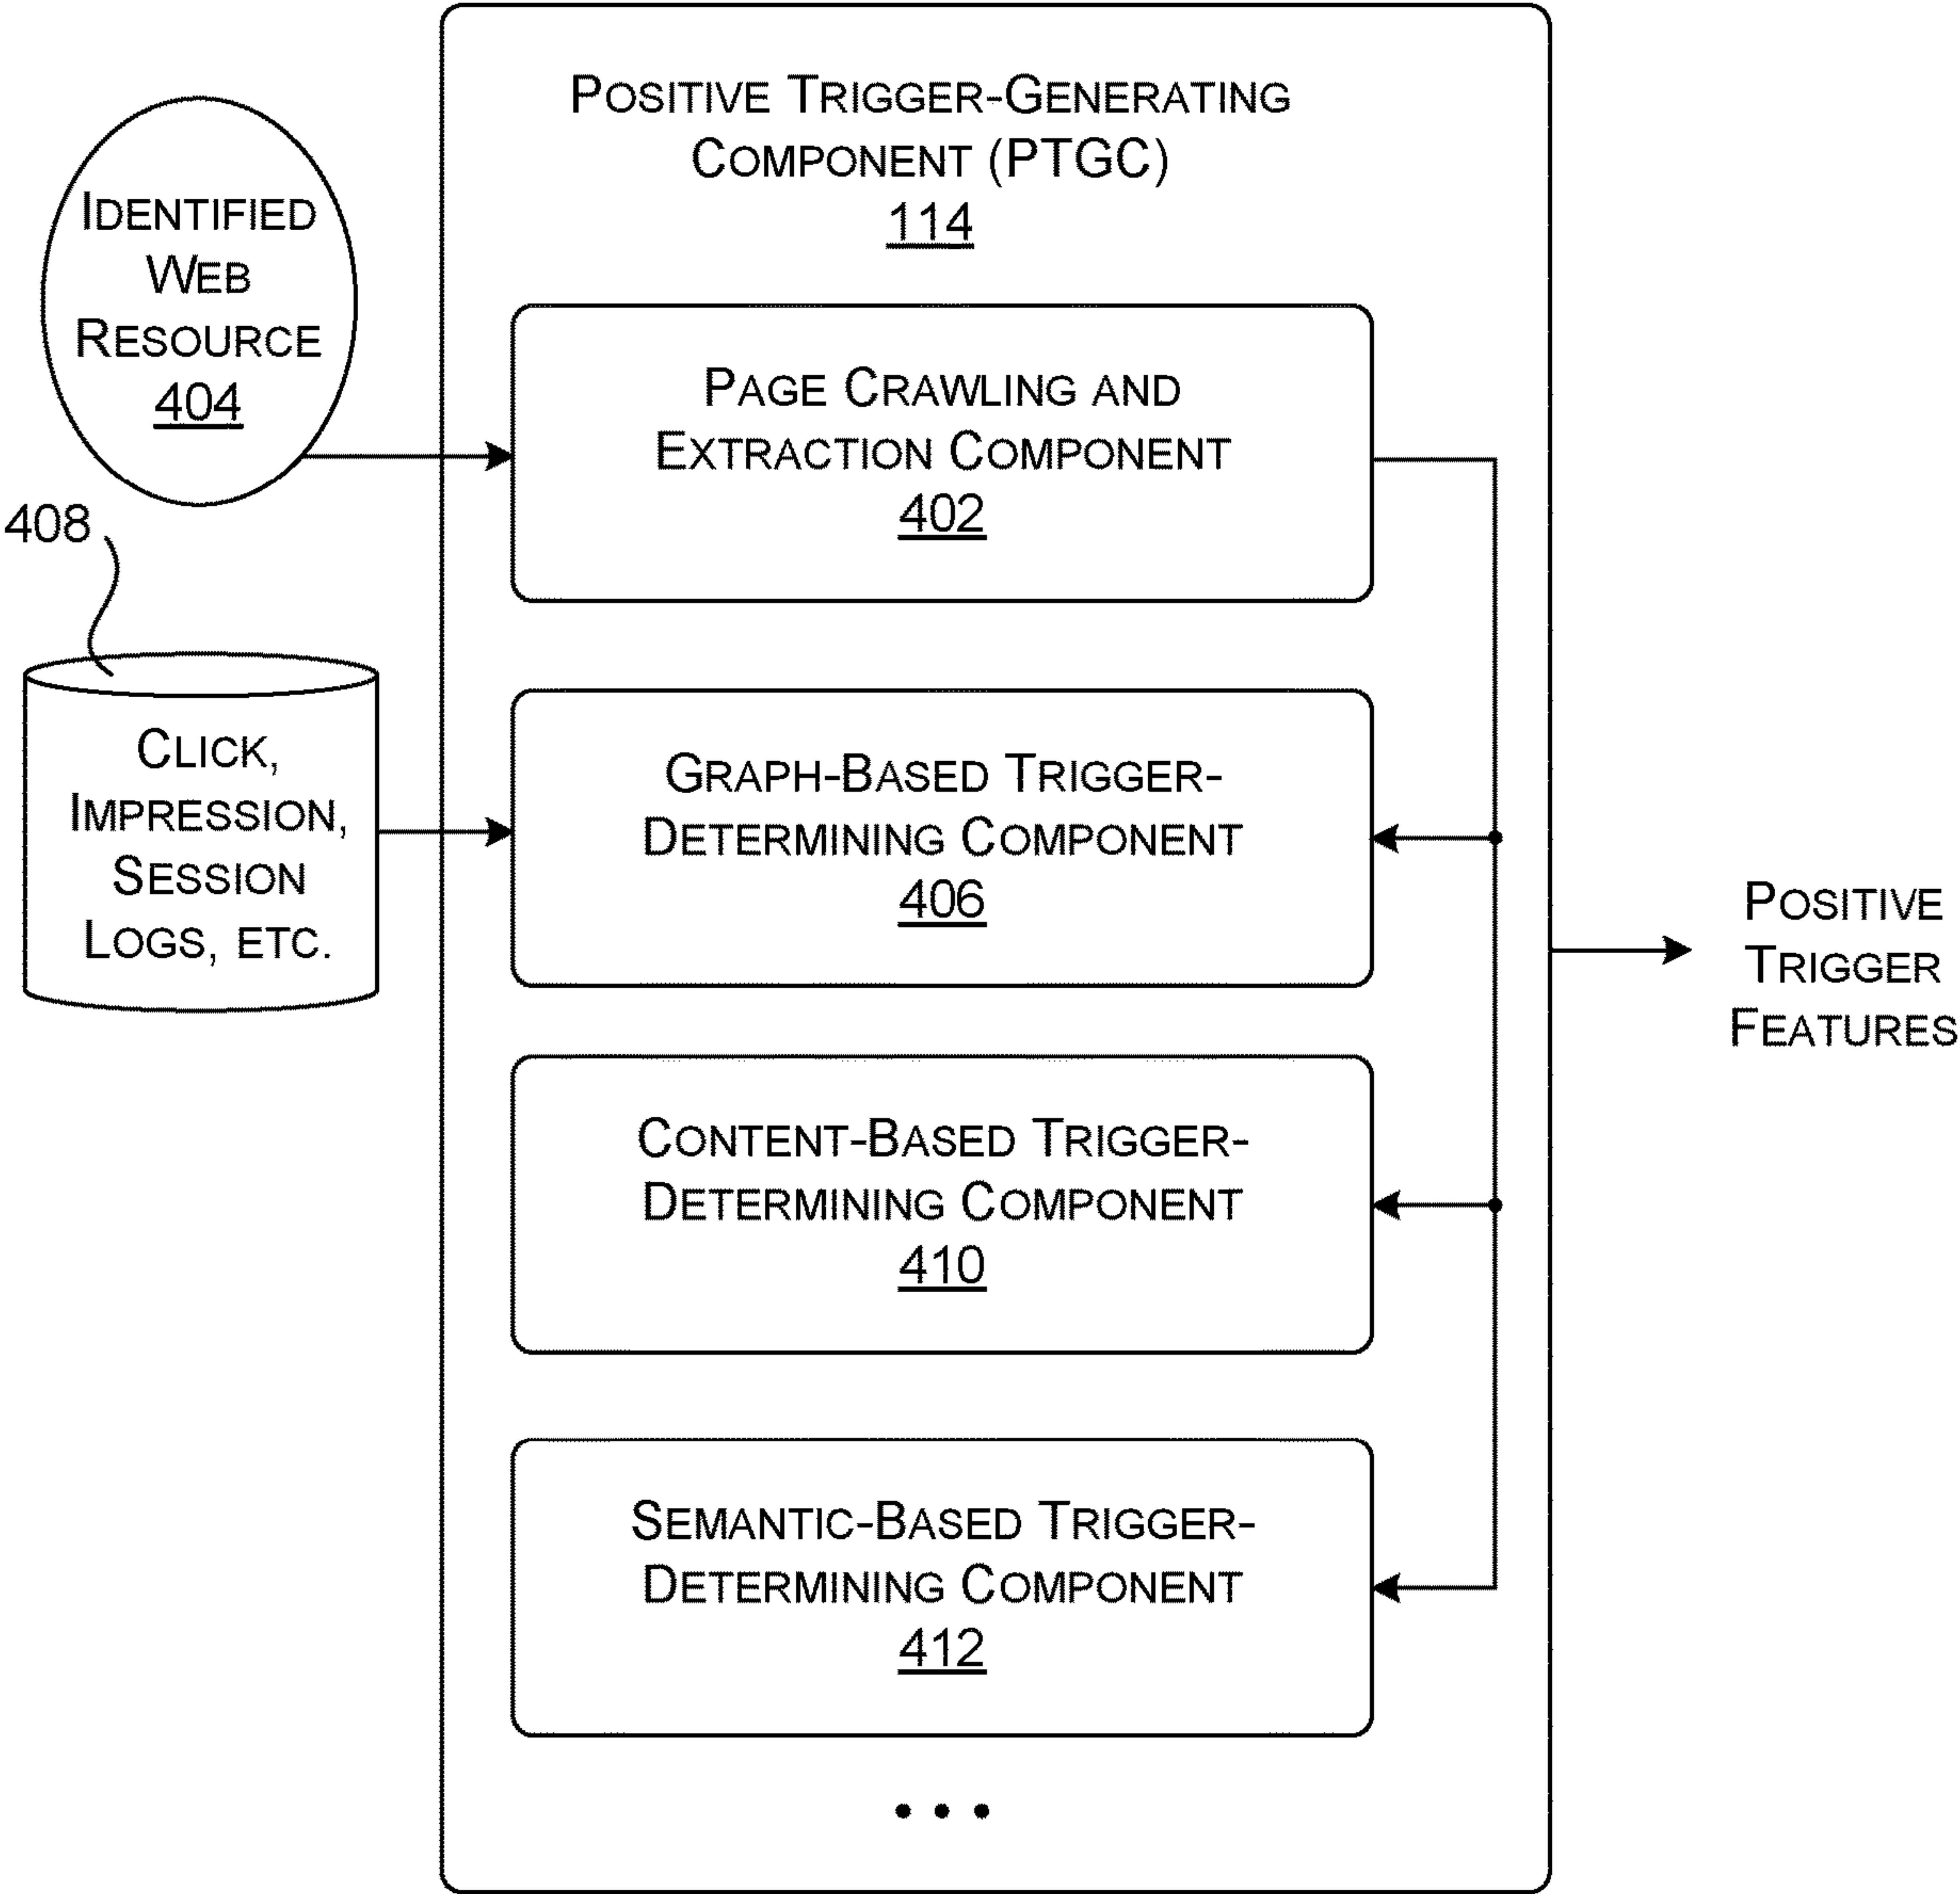 POSITIVE TRIGGER-GENERATING
COMPONENT (PTGC)
114
IDENTIFIED
WEB
RESOURCE
404
PAGE CRAWLING AND
EXTRACTION COMPONENT
402
408
CLICK,
IMPRESSION,
SESSION
LOGS, ETC.
GRAPH-BASED TRIGGER-
DETERMINING COMPONENT
406
POSITIVE
TRIGGER
FEATURES
CONTENT-BASED TRIGGER-
DETERMINING COMPONENT
410
SEMANTIC-BASED TRIGGER-
DETERMINING COMPONENT
412
• • •